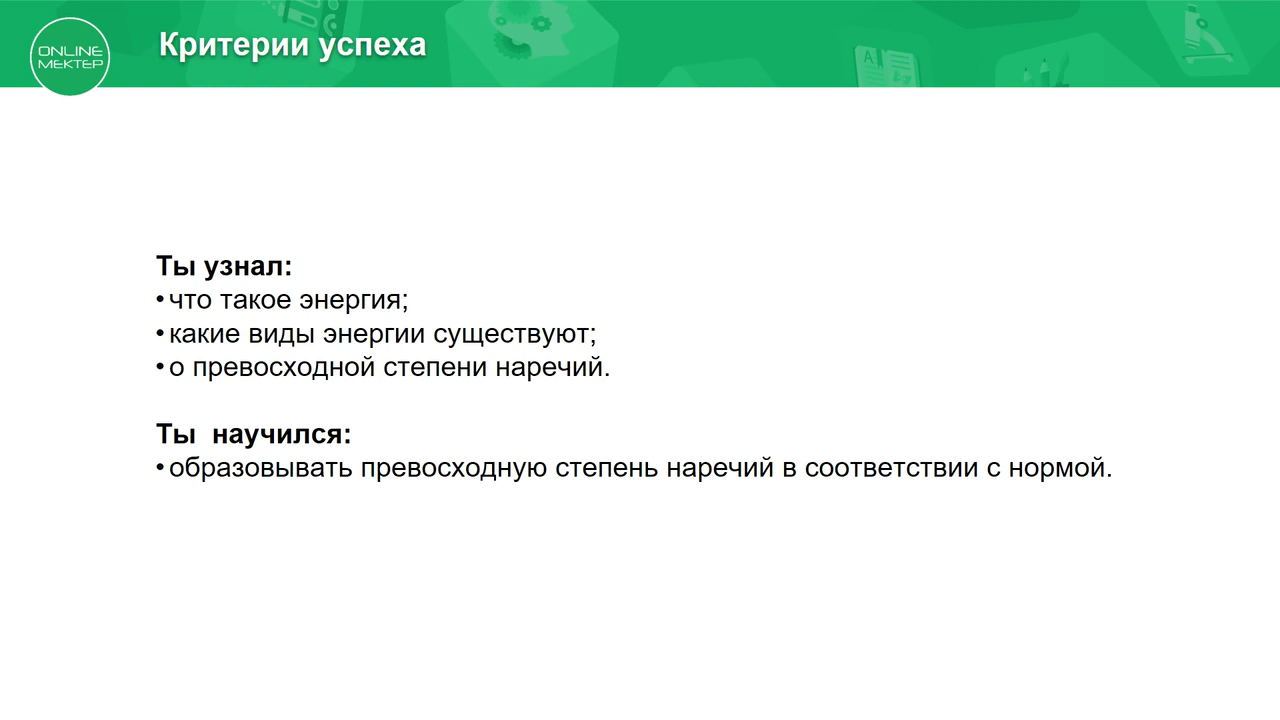 ONLINE
МЕКТЕР
Критерии успеха
A
Ты узнал:
•что такое энергия;
•какие виды энергии существуют;
•о превосходной степени наречий.
Ты  научился:
•образовывать превосходную степень наречий в соответствии с нормой.